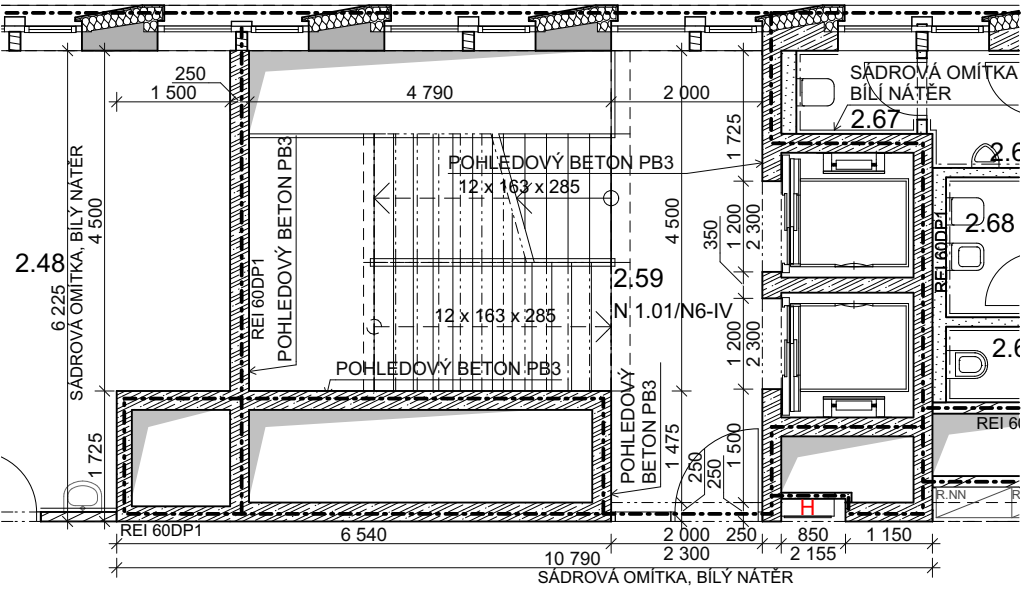 250
1 500
4 790
2 000
SÁDROVÁ OMÍTKA
BÍLÍ NÁTĚR
2.67
1 725
POHLEDOVÝ BETON PB3
12 x 163 x 285
2.6
SÁDROVÁ OMÍTKA, BÍLÝ NÁTĚR
4 500
6 225
2.48
POHLEDOVÝ BETON PB3
REI 60DP1
4 500
350
1 200
2 300
REI 60DP1
2.68
2.59
N 1.01/N6-IV
12 x 163 x 285
1 200
2 300
2.6
POHLEDOVÝ BETON PB3
POHLEDOVÝ
BETON PB3
1 725
1 475
250
250
1 500
REI 60
R.NN
R
H
REI 60DP1
6 540
2 000
2 300
250
850
2 155
1 150
10 790
SÁDROVÁ OMÍTKA, BÍLÝ NÁTĚR